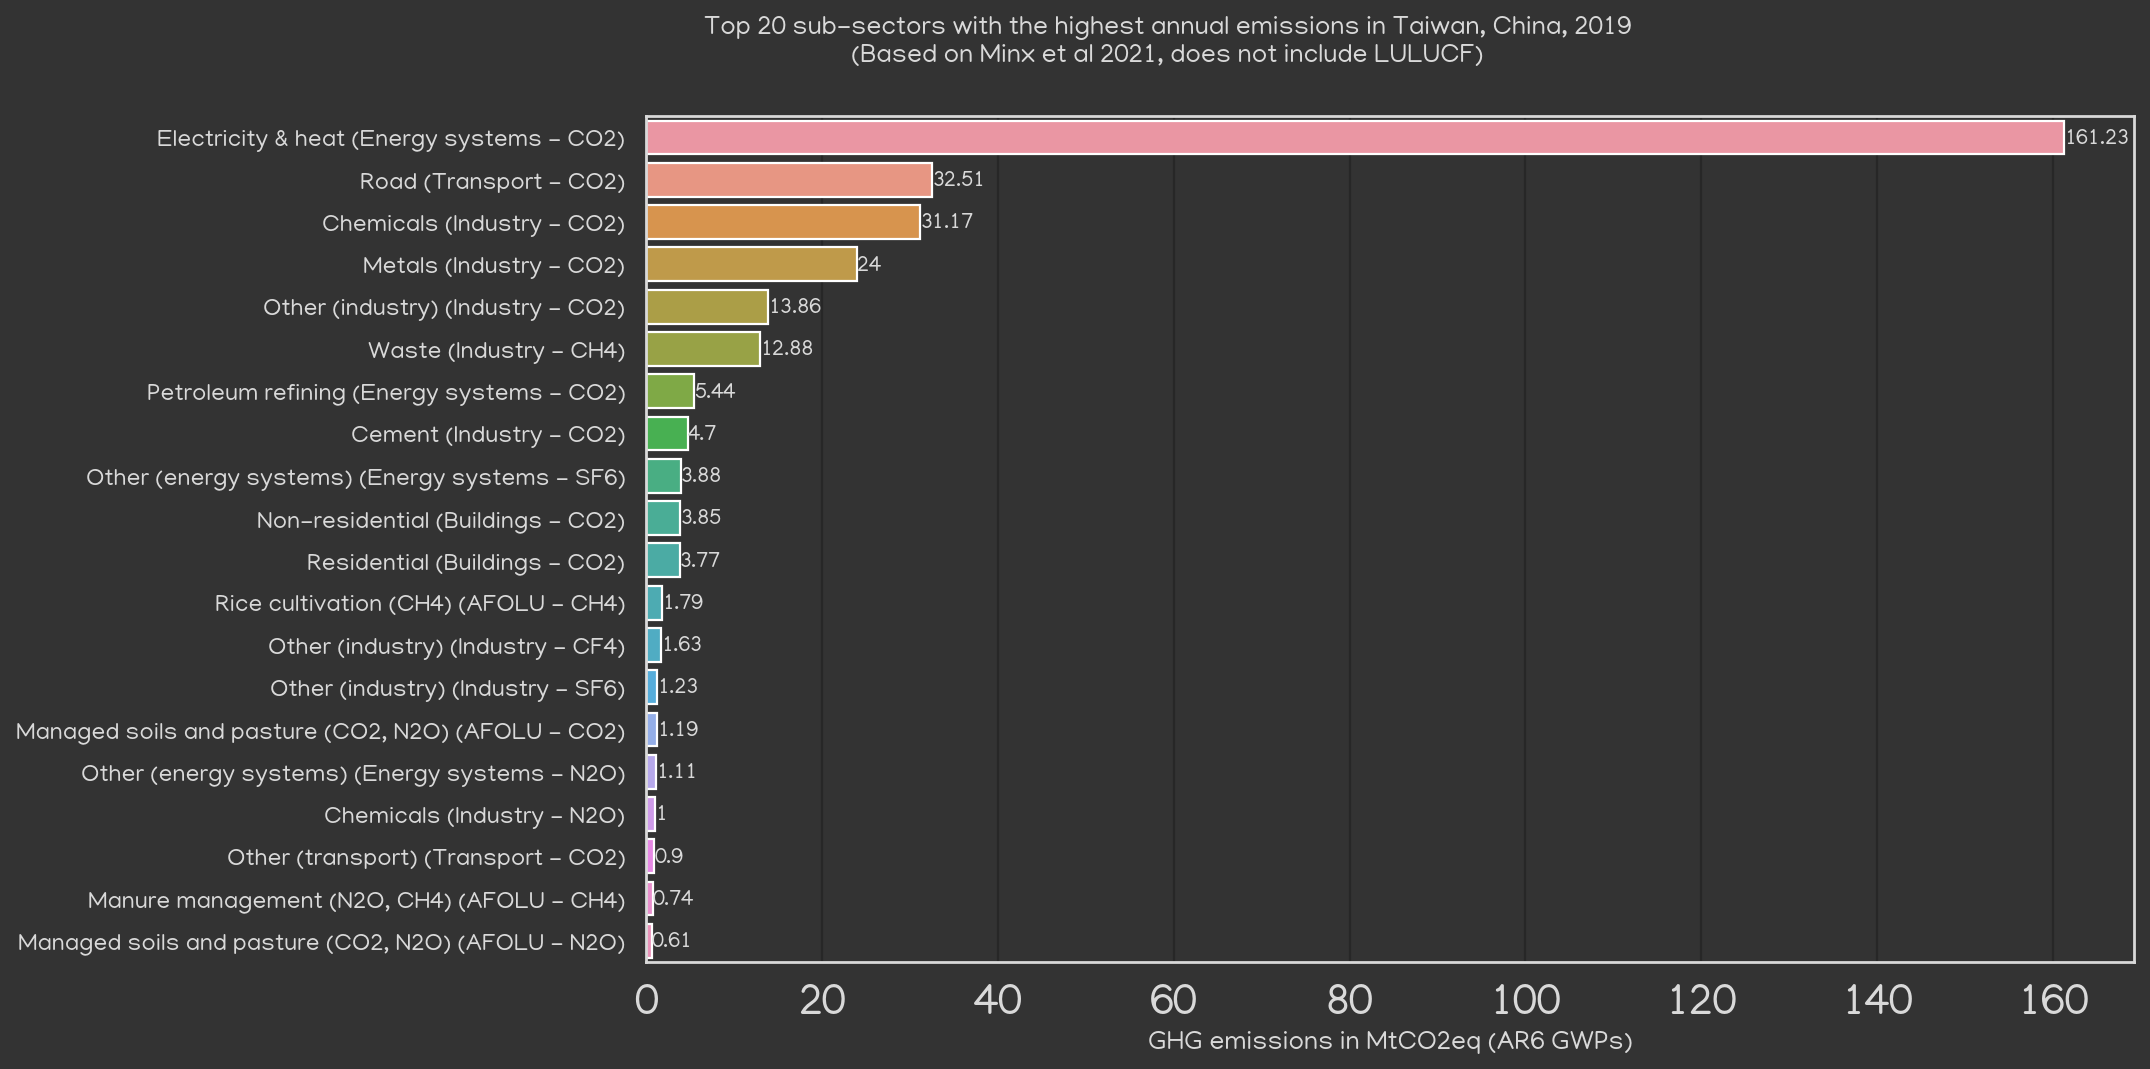 Top 20 sub-sectors with the highest annual emissions in Taiwan, China, 2019
(Based on Minx et al 2021, does not include LULUCF)
Electricity & heat (Energy systems - CO2) 161.23
Road (Transport - CO2) 32.51
Chemicals (Industry - CO2) 31.17
Metals (Industry - CO2) 24
Other (industry) (Industry - CO2) 13.86
Waste (Industry - CH4) 12.88
Petroleum refining (Energy systems - CO2) 5.44
Cement (Industry - CO2) 4.7
Other (energy systems) (Energy systems - SF6) 3.88
Non-residential (Buildings - CO2) 3.85
Residential (Buildings - CO2) 3.77
Rice cultivation (CH4) (AFOLU - CH4) 1.79
Other (industry) (Industry - CF4) 1.63
Other (industry) (Industry - SF6) 1.23
Managed soils and pasture (CO2, N2O) (AFOLU - CO2) 1.19
Other (energy systems) (Energy systems - N2O) 1.11
Chemicals (Industry - N2O) 1
Other (transport) (Transport - CO2) 0.9
Manure management (N2O, CH4) (AFOLU - CH4) 0.74
Managed soils and pasture (CO2, N2O) (AFOLU - N2O) 0.61
0 20 40 60 80 100 120 140 160
GHG emissions in MtCO2eq (AR6 GWPs)